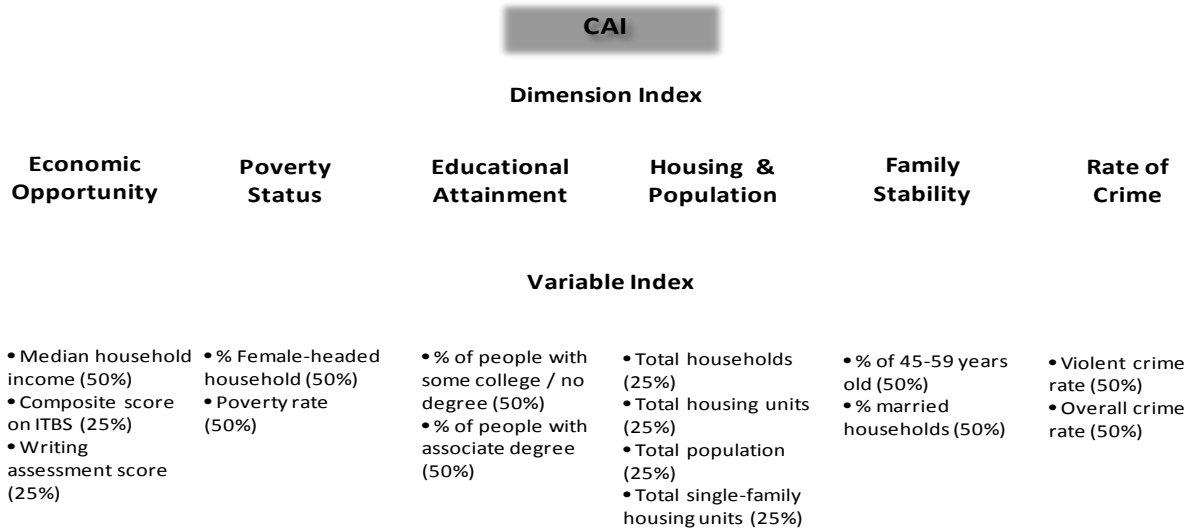 CAI
Dimension Index
Economic
Opportunity
Poverty
Status
Educational
Attainment
Housing &
Population
Family
Stability
Rate of
Crime
Variable Index
• Median household
income (50%)
• Composite score
on ITBS (25%)
• Writing
assessment score
(25%)
• % Female-headed
household (50%)
• Poverty rate
(50%)
• % of people with
some college / no
degree (50%)
• % of people with
associate degree
(50%)
• Total households
(25%)
• Total housing units
(25%)
• Total population
(25%)
• Total single-family
housing units (25%)
• % of 45-59 years
old (50%)
• % married
households (50%)
• Violent crime
rate (50%)
• Overall crime
rate (50%)